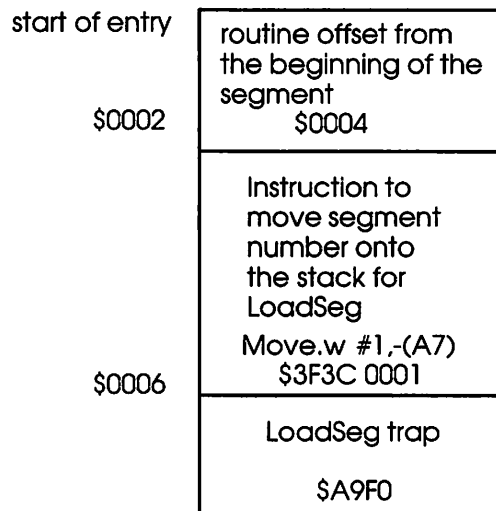 start of entry
routine offset from
the beginning of the
segment
$0002
$0004
Instruction to
move segment
number onto
the stack for
LoadSeg
Move.w #1,-(A7)
$0006
$3F3C 0001
LoadSeg trap
$A9F0